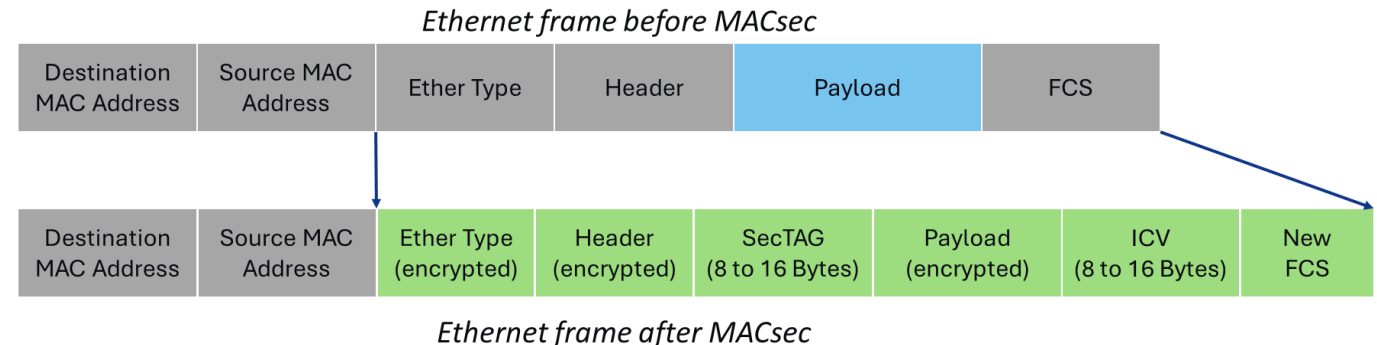 Ethernet frame before MACsec
Destination
MAC Address
Source MAC
Address
Ether Type
Header
Payload
FCS
Destination
MAC Address
Source MAC
Address
Ether Type
(encrypted)
Header
(encrypted)
SecTAG
(8 to 16 Bytes)
Payload
(encrypted)
ICV
(8 to 16 Bytes)
New
FCS
Ethernet frame after MACsec